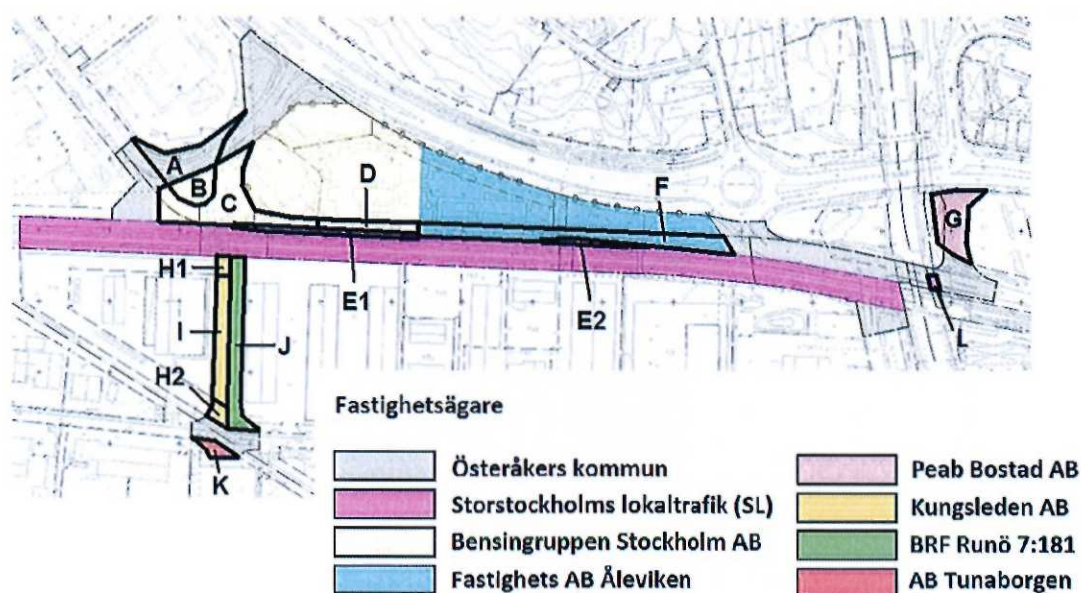 A
B
C
D
F
G
H1
E1
E2
L
I
J
H2
K
Fastighetsägare
Österåkers kommun
Storstockholms lokaltrafik (SL)
Bensingruppen Stockholm AB
Fastighets AB Åleviken
Peab Bostad AB
Kungsleden AB
BRF Runö 7:181
AB Tunaborgen